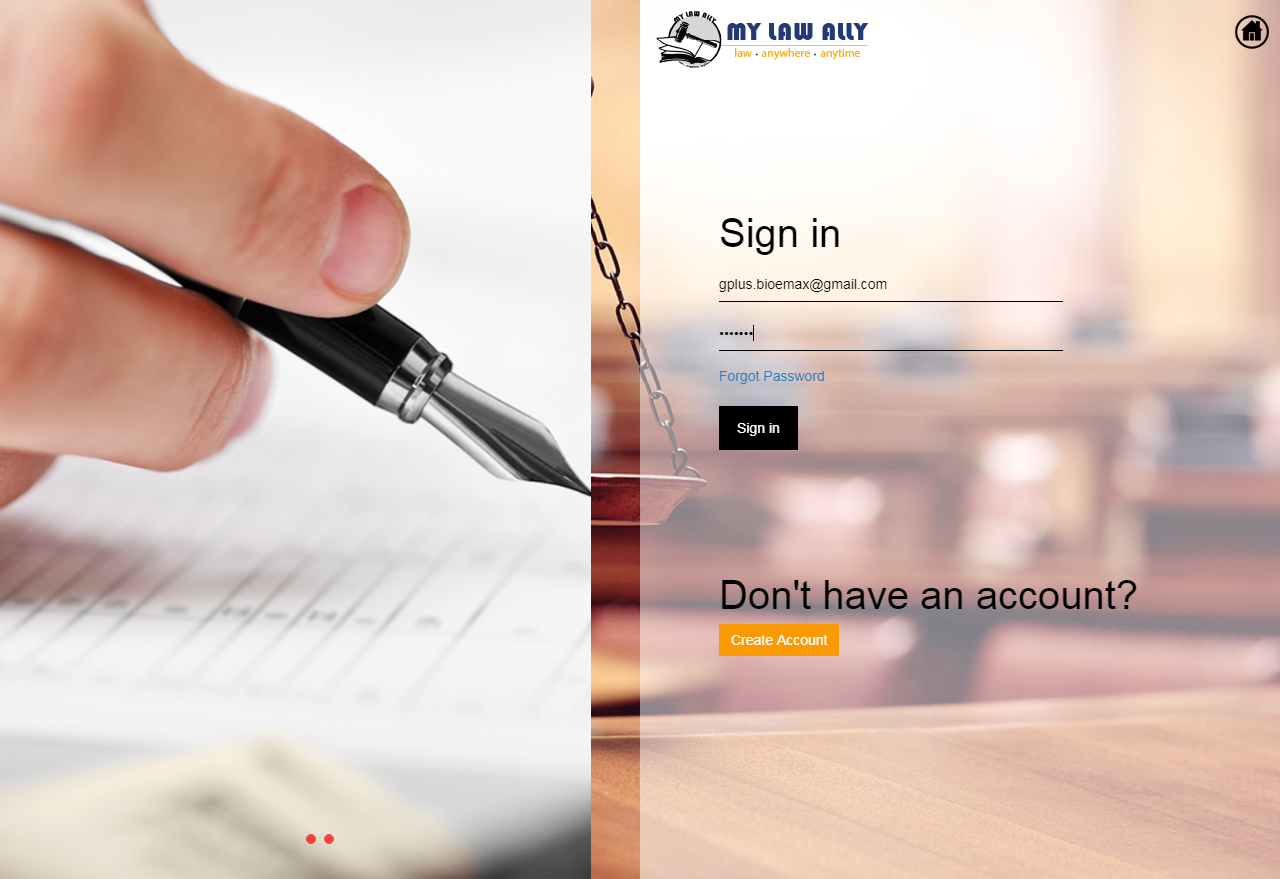 MY LAW ALLY
MY LAW ALLY
law • anywhere • anytime
Sign in
gplus.bioemax@gmail.com
•••••••
Forgot Password
Sign in
Don't have an account?
Create Account